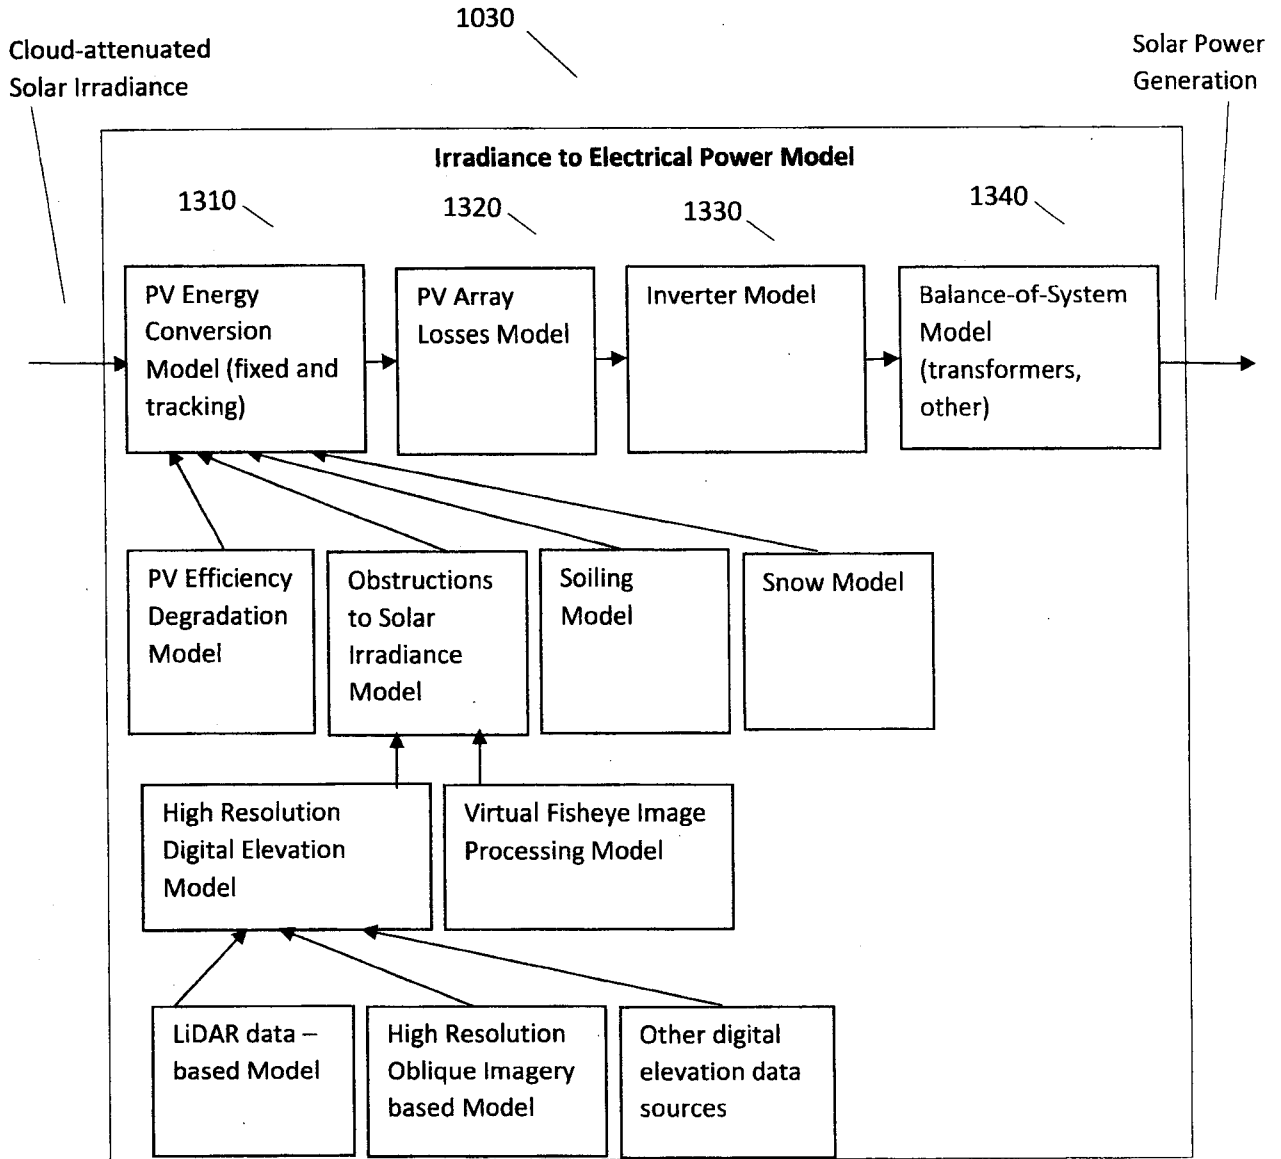 1030
Cloud-attenuated
Solar Irradiance
Solar Power
Generation
Irradiance to Electrical Power Model
1310
1320
1330
1340
PV Energy
Conversion
Model (fixed and
tracking)
PV Array
Losses Model
Inverter Model
Balance-of-System
Model
(transformers,
other)
PV Efficiency
Degradation
Model
Obstructions
to Solar
Irradiance
Model
Soiling
Model
Snow Model
High Resolution
Digital Elevation
Model
Virtual Fisheye Image
Processing Model
LiDAR data –
based Model
High Resolution
Oblique Imagery
based Model
Other digital
elevation data
sources